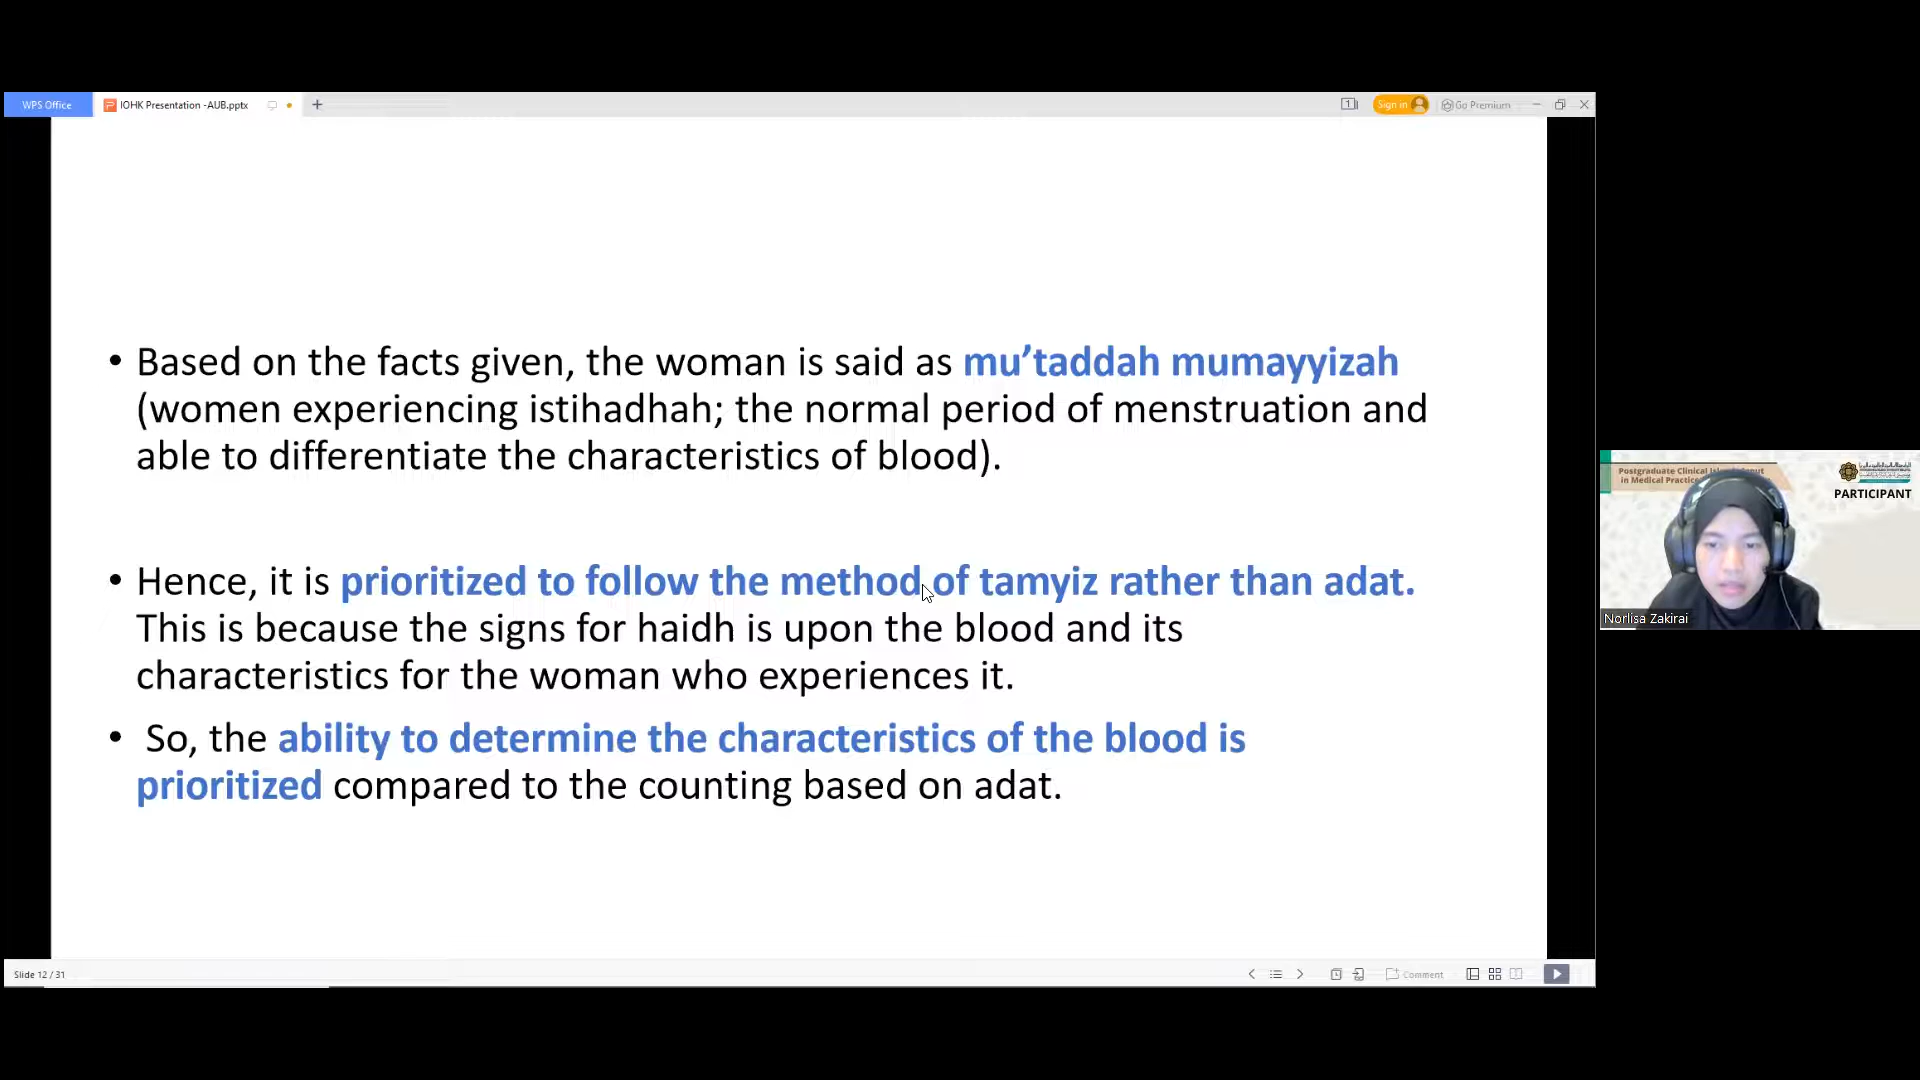 WPS Office
IOHK Presentation -AUB.pptx
Sign in
Go Premium
• Based on the facts given, the woman is said as mu’taddah mumayyizah
(women experiencing istihadhah; the normal period of menstruation and
able to differentiate the characteristics of blood).
• Hence, it is prioritized to follow the method of tamyiz rather than adat.
This is because the signs for haidh is upon the blood and its
characteristics for the woman who experiences it.
• So, the ability to determine the characteristics of the blood is
prioritized compared to the counting based on adat.
Slide 12 / 31
Comment
Postgraduate Clinical
in Medical Practice
PARTICIPANT
Norlisa Zakirai